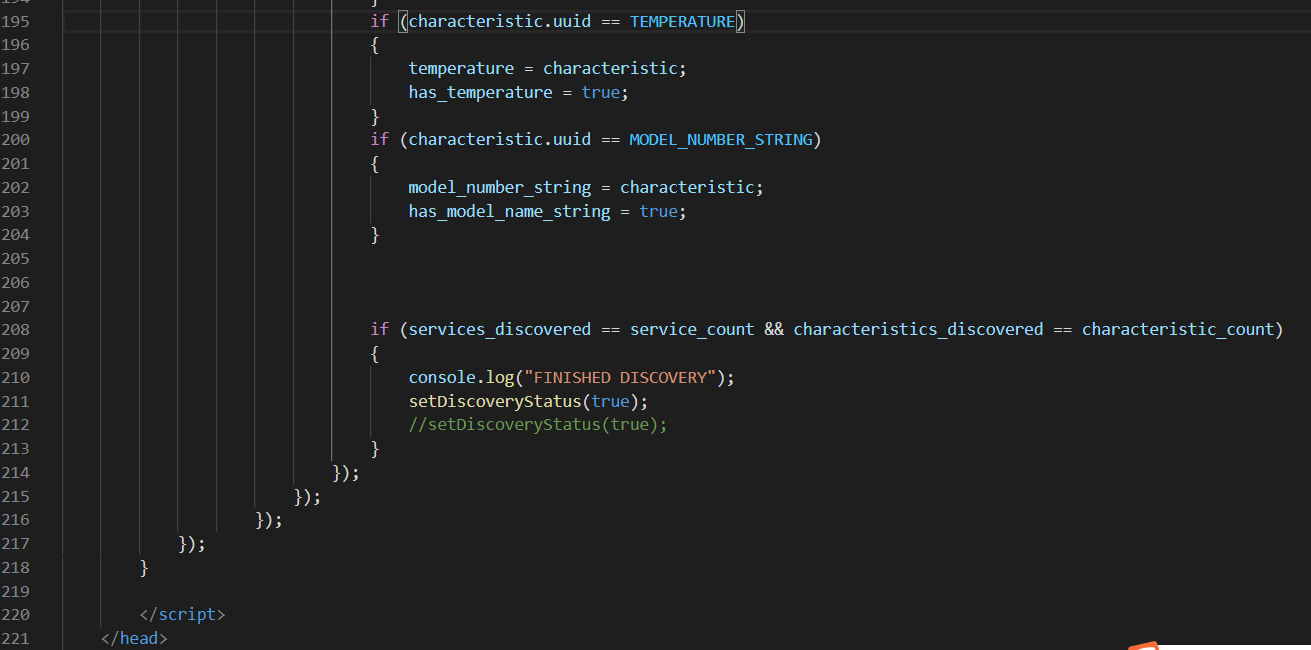 195 if (characteristic.uuid == TEMPERATURE)
196 {
197 temperature = characteristic;
198 has_temperature = true;
199 }
200 if (characteristic.uuid == MODEL_NUMBER_STRING)
201 {
202 model_number_string = characteristic;
203 has_model_name_string = true;
204 }
205
206
207
208 if (services_discovered == service_count && characteristics_discovered == characteristic_count)
209 {
210 console.log("FINISHED DISCOVERY");
211 setDiscoveryStatus(true);
212 //setDiscoveryStatus(true);
213 }
214 });
215 });
216 });
217 });
218 }
219
220 </script>
221 </head>